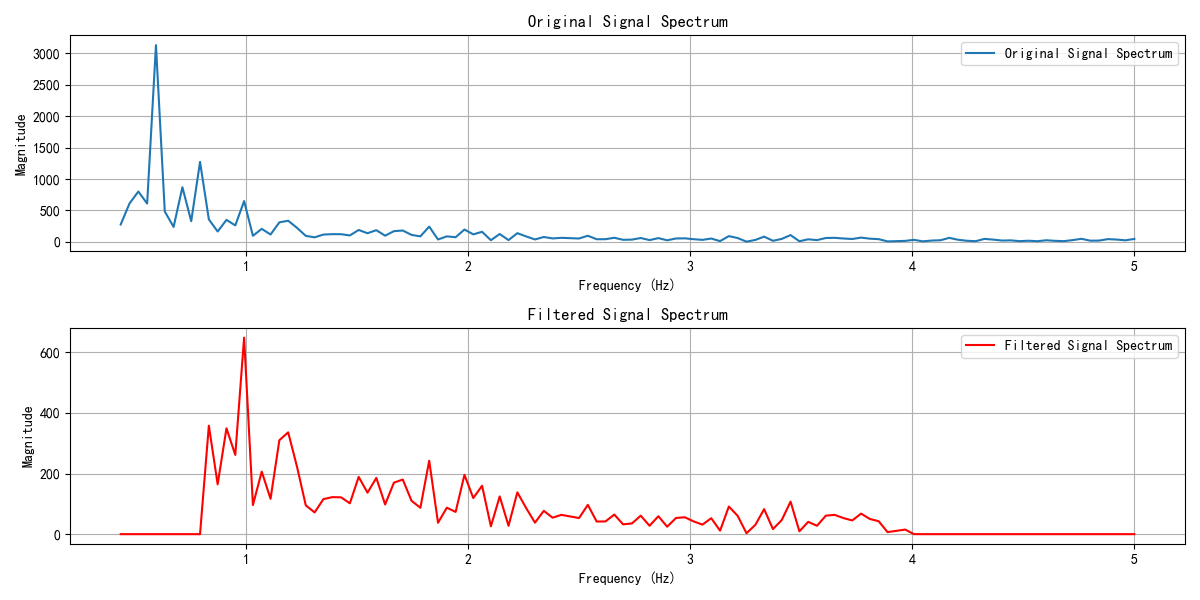 Original Signal Spectrum
Original Signal Spectrum
3000
2500
2000
1500
1000
500
0
Magnitude
1 2 3 4 5
Frequency (Hz)
Filtered Signal Spectrum
Filtered Signal Spectrum
600
400
200
0
Magnitude
1 2 3 4 5
Frequency (Hz)